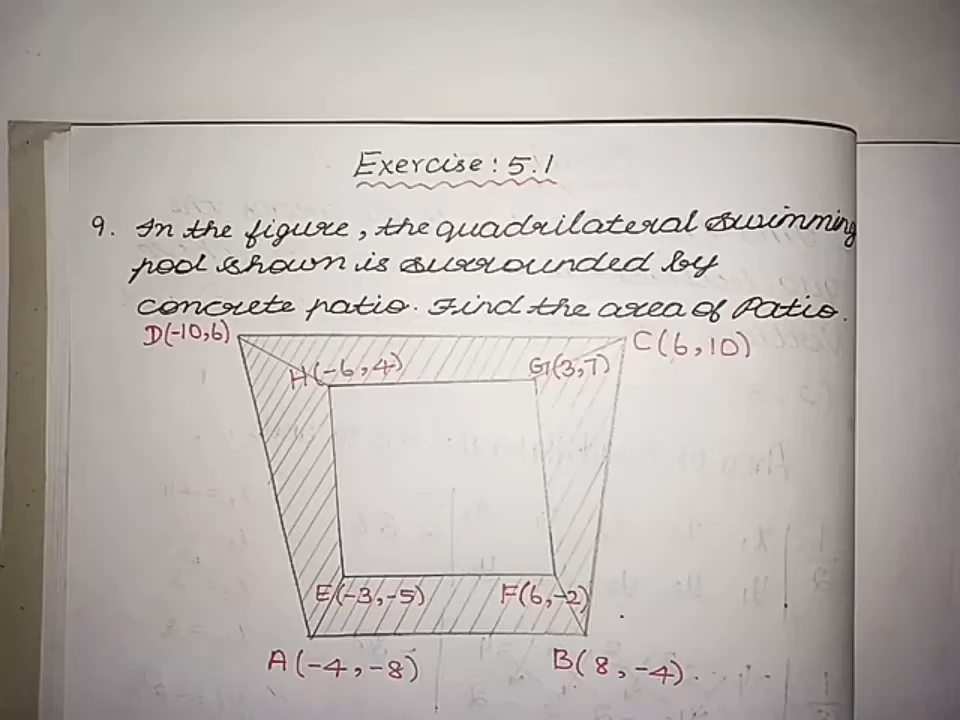 Exercise: 5.1
9. In the figure, the quadrilateral swimming
pool shown is surrounded by
concrete patio. Find the area of Patio.
D(-10,6)
C(6,10)
H(-6,4)
G(3,7)
E(-3,-5)
F(6,-2)
A(-4,-8)
B(8,-4)